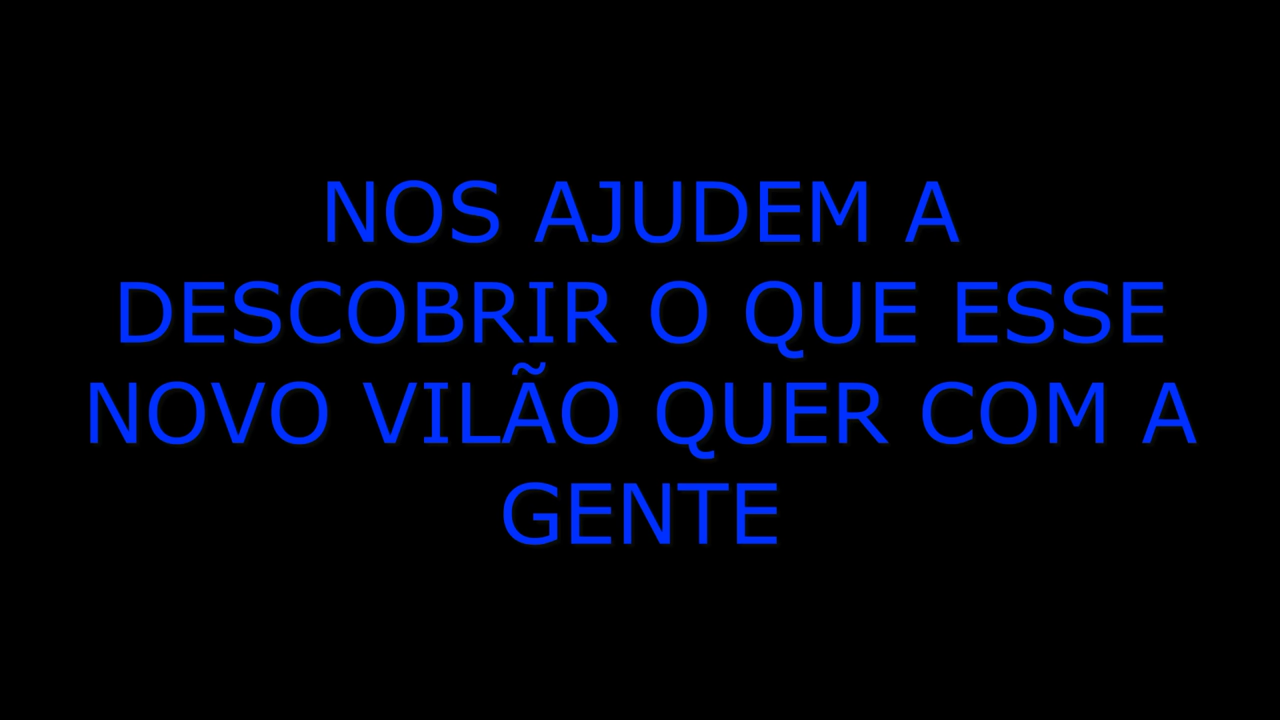 NOS AJUDEM A
DESCOBRIR O QUE ESSE
NOVO VILÃO QUER COM A
GENTE